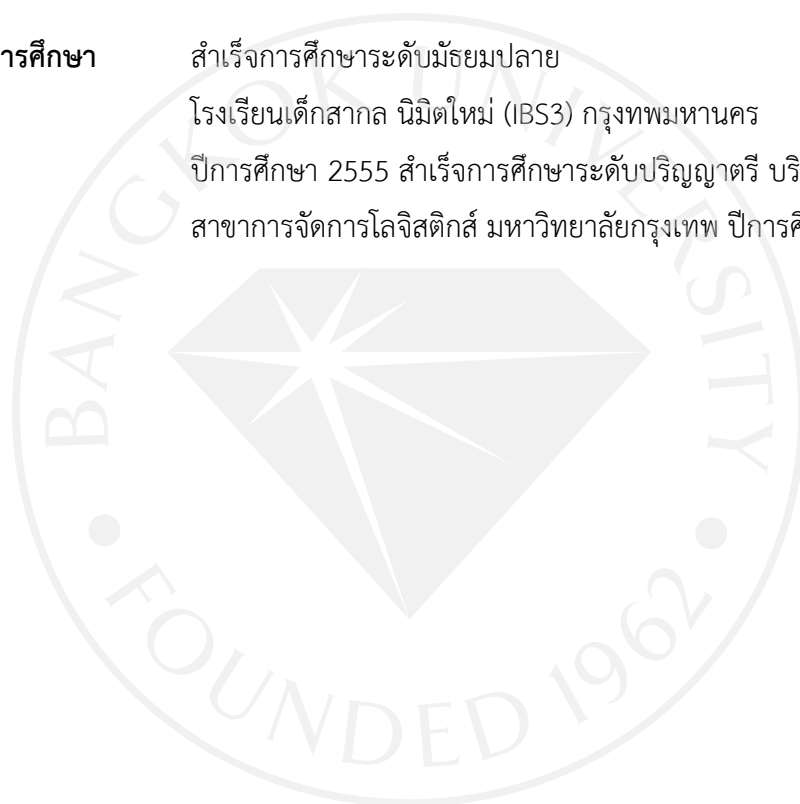 การศึกษา สำเร็จการศึกษาระดับมัธยมปลาย
โรงเรียนเด็กสากล นิมิตใหม่ (IBS3) กรุงเทพมหานคร
ปีการศึกษา 2555 สำเร็จการศึกษาระดับปริญญาตรี
สาขาการจัดการโลจิสติกส์ มหาวิทยาลัยกรุงเทพ
BANGKOK UNIVERSITY
FOUNDED 1962